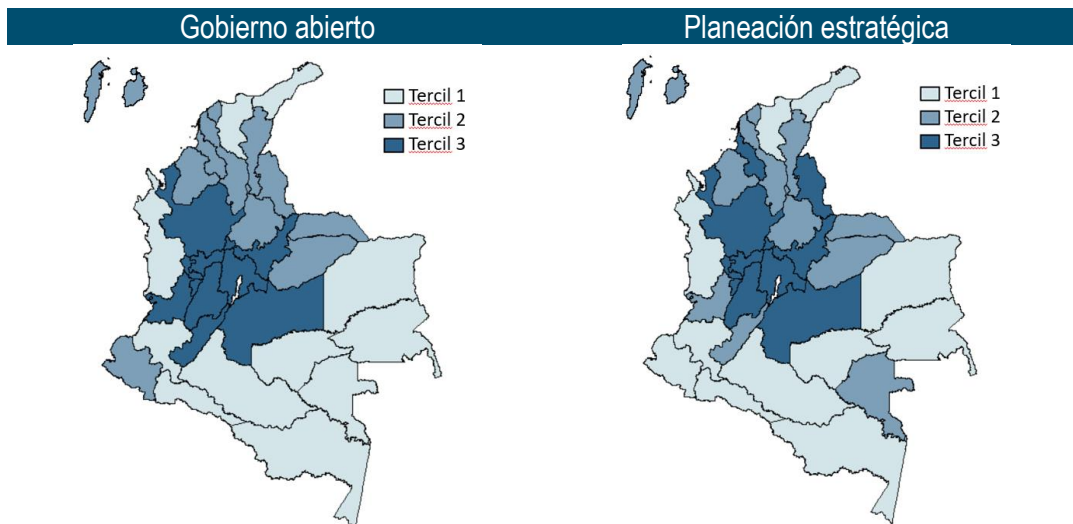 Gobierno abierto
Planeación estratégica
Tercil 1
Tercil 2
Tercil 3
Tercil 1
Tercil 2
Tercil 3